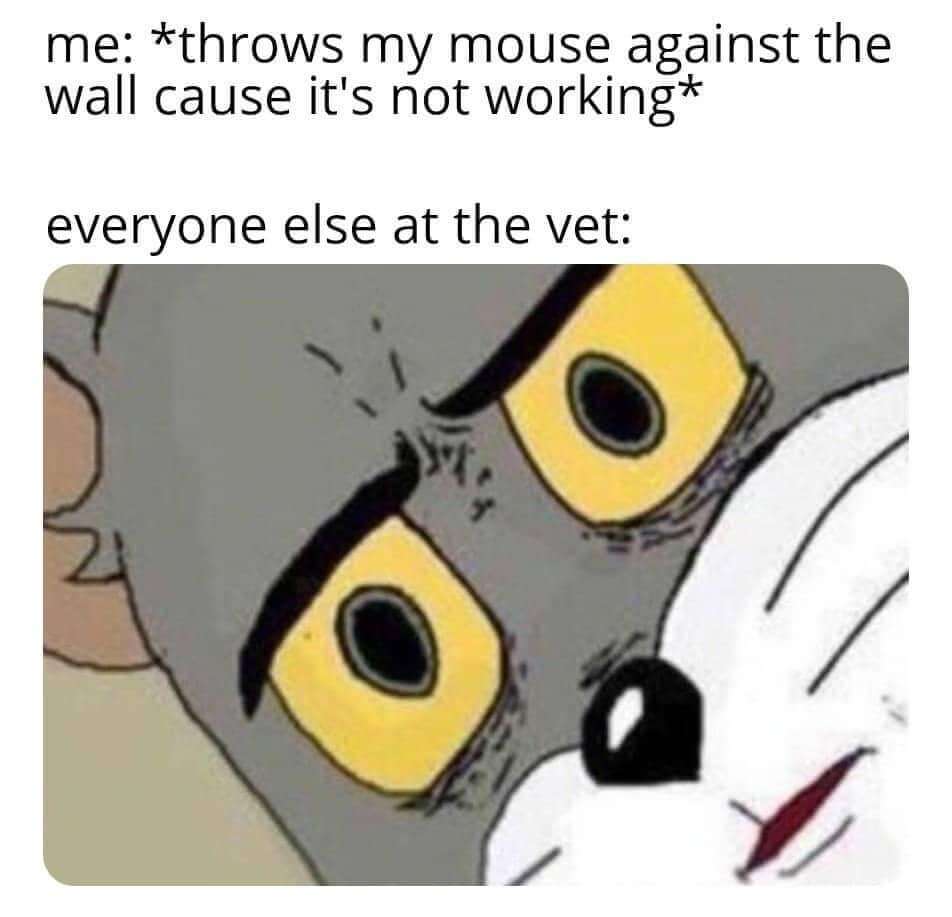 me: *throws my mouse against the
wall cause it's not working*
everyone else at the vet: